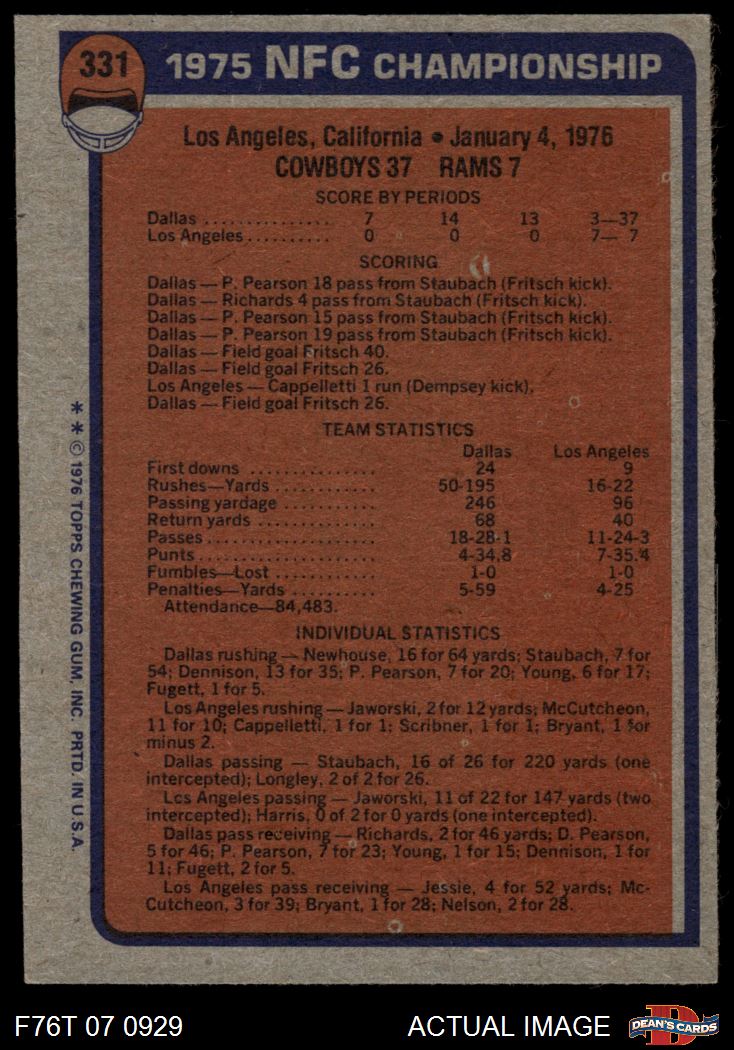 331 1975 NFC CHAMPIONSHIP
Los Angeles, California • January 4, 1976
COWBOYS 37 RAMS 7
SCORE BY PERIODS
Dallas ............... 7 14 13 3—37
Los Angeles .......... 0 0 0 7— 7
SCORING
Dallas — P. Pearson 18 pass from Staubach (Fritsch kick).
Dallas — Richards 4 pass from Staubach (Fritsch kick).
Dallas — P. Pearson 15 pass from Staubach (Fritsch kick).
Dallas — P. Pearson 19 pass from Staubach (Fritsch kick).
Dallas — Field goal Fritsch 40.
Dallas — Field goal Fritsch 26.
Los Angeles — Cappelletti 1 run (Dempsey kick).
Dallas — Field goal Fritsch 26.
TEAM STATISTICS
Dallas Los Angeles
First downs ............... 24 9
Rushes—Yards ............ 50-195 16-22
Passing yardage ........... 246 96
Return yards .............. 68 40
Passes .................... 18-28-1 11-24-3
Punts ..................... 4-34.8 7-35.4
Fumbles—Lost ............ 1-0 1-0
Penalties—Yards .......... 5-59 4-25
Attendance—84,483.
INDIVIDUAL STATISTICS
Dallas rushing — Newhouse, 16 for 64 yards; Staubach, 7 for
54; Dennison, 13 for 35; P. Pearson, 7 for 20; Young, 6 for 17;
Fugett, 1 for 5.
Los Angeles rushing — Jaworski, 2 for 12 yards; McCutcheon,
11 for 10; Cappelletti, 1 for 1; Scribner, 1 for 1; Bryant, 1 for
minus 2.
Dallas passing — Staubach, 16 of 26 for 220 yards (one
intercepted); Longley, 2 of 2 for 26.
Los Angeles passing — Jaworski, 11 of 22 for 147 yards (two
intercepted); Harris, 0 of 2 for 0 yards (one intercepted).
Dallas pass receiving — Richards, 2 for 46 yards; D. Pearson,
5 for 46; P. Pearson, 7 for 23; Young, 1 for 15; Dennison, 1 for
11; Fugett, 2 for 5.
Los Angeles pass receiving — Jessie, 4 for 52 yards; Mc-
Cutcheon, 3 for 39; Bryant, 1 for 28; Nelson, 2 for 28.
* * © 1976 TOPPS CHEWING GUM, INC. PRTD. IN U.S.A.
F76T 07 0929 ACTUAL IMAGE D DEAN'S CARDS